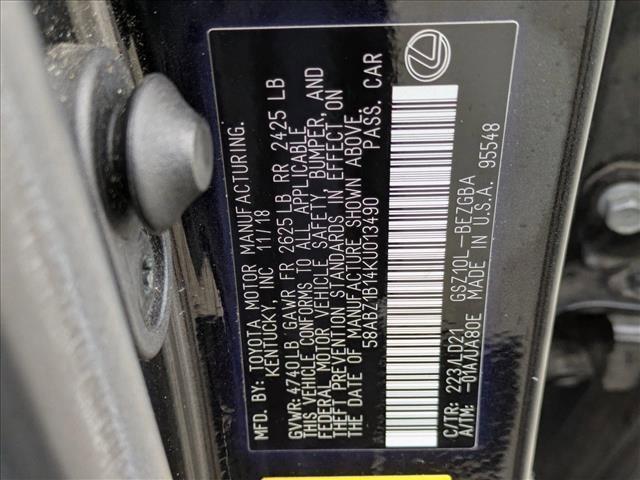 MFD. BY: TOYOTA MOTOR MANUFACTURING.
KENTUCKY, INC 11/18
GVWR: 4740LB GAWR FR 2625LB RR 2425 LB
THIS VEHICLE CONFORMS TO ALL APPLICABLE
FEDERAL MOTOR VEHICLE SAFETY, BUMPER, AND
THEFT PREVENTION STANDARDS IN EFFECT ON
THE DATE OF MANUFACTURE SHOWN ABOVE.
58ABZ1B14KU013490 PASS. CAR
C/TR: 223/LD21 GSZ10L-BEZGBA
A/TM: -01A/UA80E MADE IN U.S.A. 95548